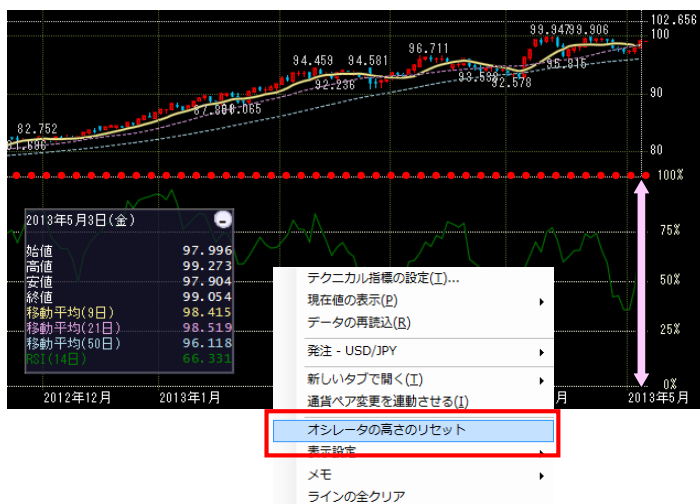 102.656
99.947 99.906
100
96.711
94.459 94.581
95.815
93.588
92.578
92.236
90
87.8
8.065
82.752
81.696
80
100%
2013年5月3日(金)
75%
始値 97.996
高値 99.273
安値 97.904
終値 99.054
移動平均(9日) 98.415
移動平均(21日) 98.519
移動平均(50日) 96.118
RSI(14日) 66.331
50%
25%
0%
2012年12月
2013年1月
月
2013年5月
テクニカル指標の設定(T)...
現在値の表示(P)
データの再読込(R)
発注 - USD/JPY
新しいタブで開く(T)
通貨ペア変更を連動させる(I)
オシレータの高さのリセット
表示設定
メモ
ラインの全クリア